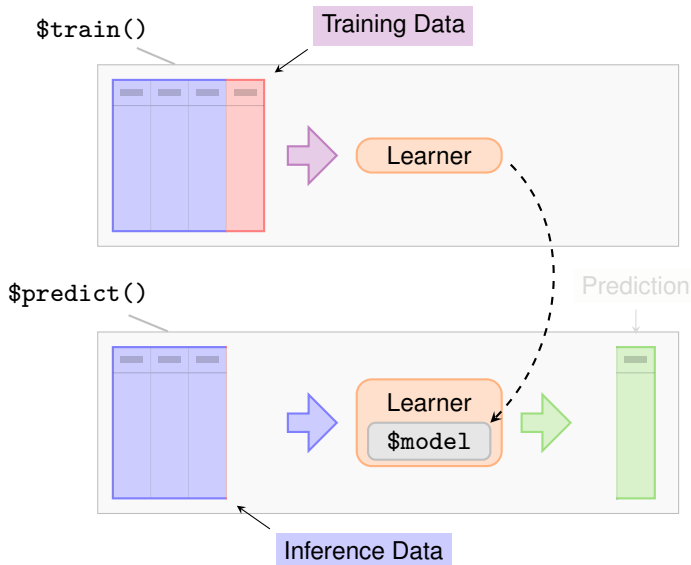 $train()
Training Data
Learner
$predict()
Prediction
Learner
$model
Inference Data